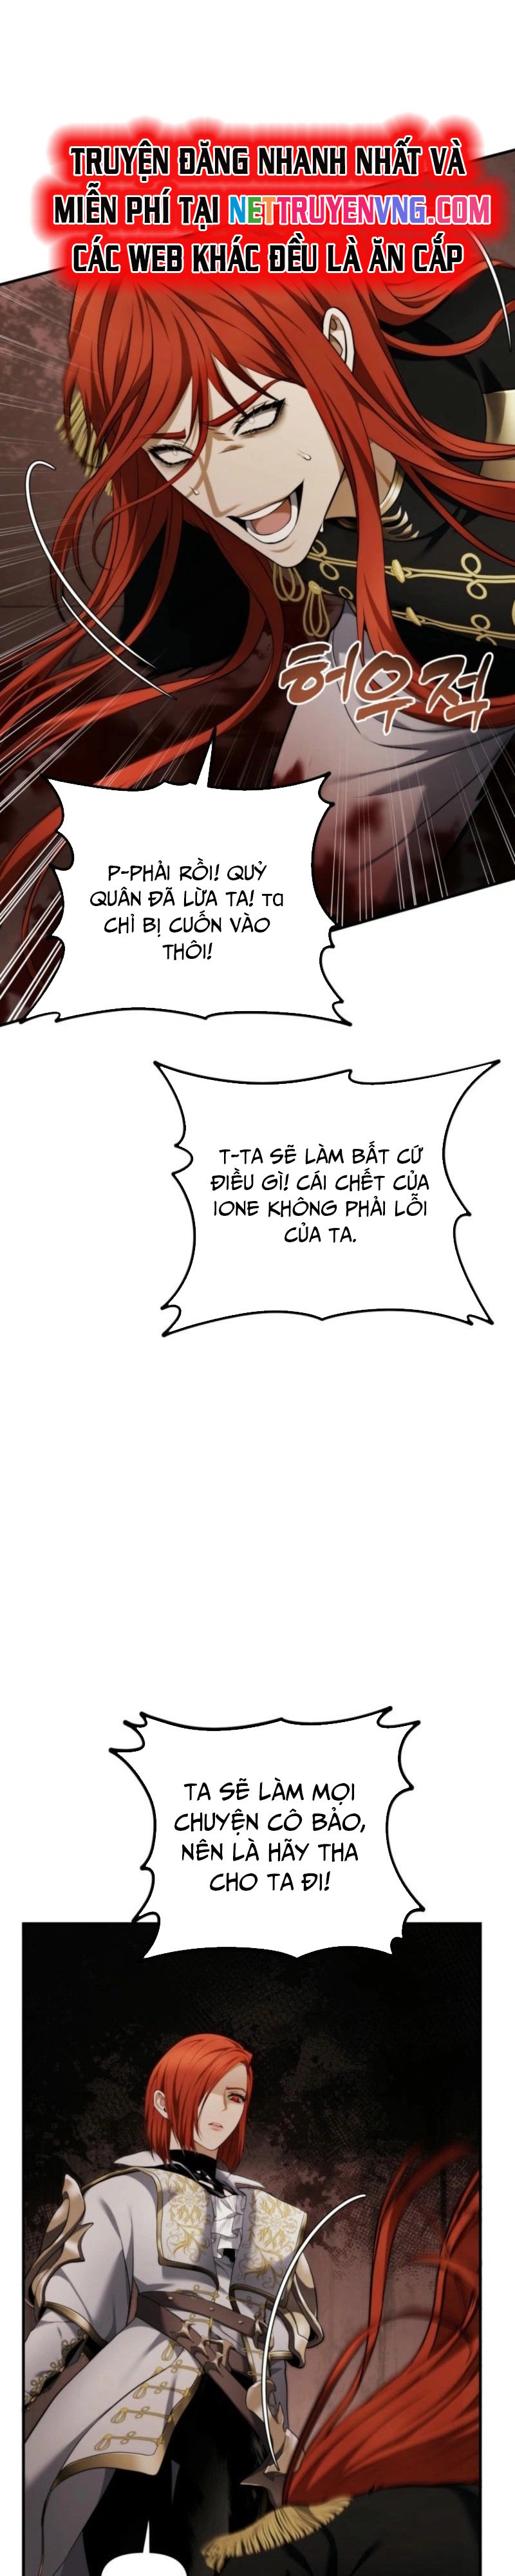 TRUYỆN ĐĂNG NHANH NHẤT VÀ
MIỄN PHÍ TẠI NETTRUYENVNG.COM
CÁC WEB KHÁC ĐỀU LÀ ĂN CẮP
허우적
P-PHẢI RỒI! QUỶ
QUÂN ĐÃ LỪA TA! TA
CHỈ BỊ CUỐN VÀO
THÔI!
T-TA SẼ LÀM BẤT CỨ
ĐIỀU GÌ! CÁI CHẾT CỦA
IONE KHÔNG PHẢI LỖI
CỦA TA.
TA SẼ LÀM MỌI
CHUYỆN CÔ BẢO,
NÊN LÀ HÃY THA
CHO TA ĐI!